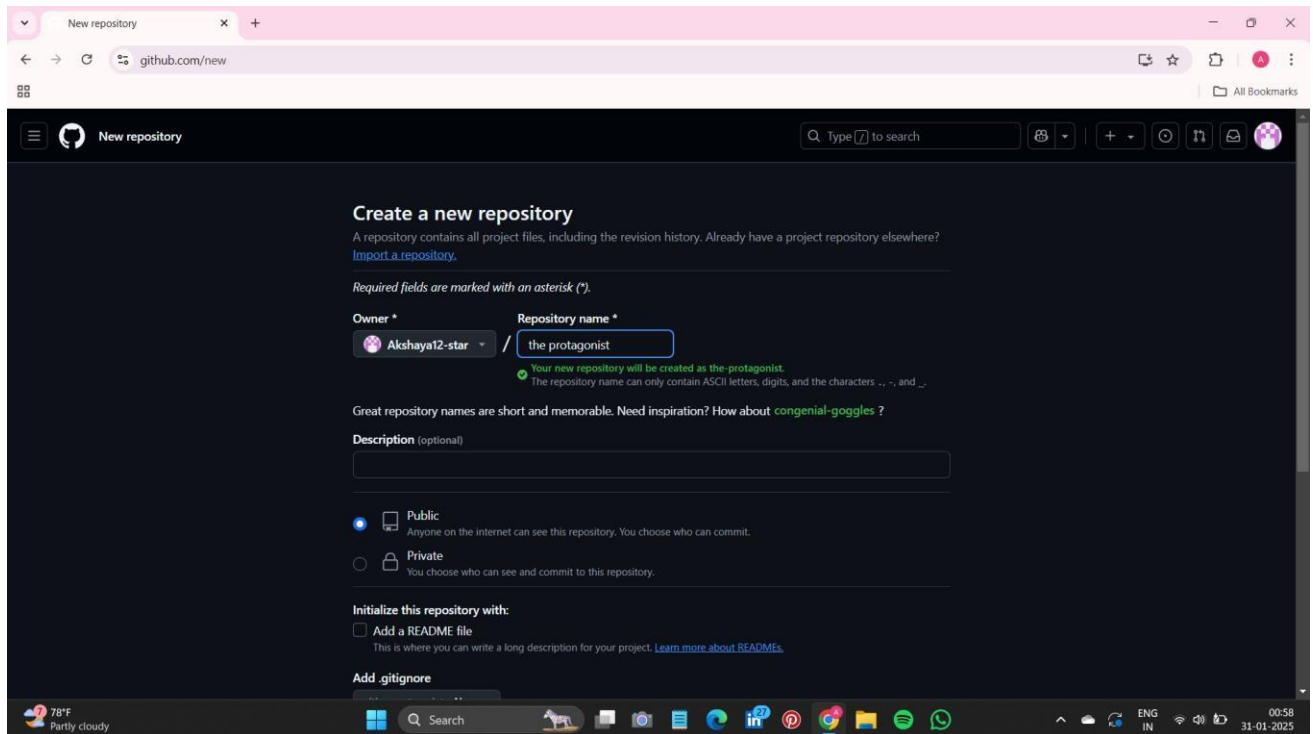 New repository
github.com/new
All Bookmarks
New repository
Type / to search
Create a new repository
A repository contains all project files, including the revision history. Already have a project repository elsewhere?
Import a repository.
Required fields are marked with an asterisk (*).
Owner * Repository name *
Akshaya12-star / the protagonist
Your new repository will be created as the-protagonist.
The repository name can only contain ASCII letters, digits, and the characters ., -, and _.
Great repository names are short and memorable. Need inspiration? How about congenial-goggles ?
Description (optional)
Public
Anyone on the internet can see this repository. You choose who can commit.
Private
You choose who can see and commit to this repository.
Initialize this repository with:
Add a README file
This is where you can write a long description for your project. Learn more about READMEs.
Add .gitignore
7 78°F
Partly cloudy
Search
in 27
ENG
IN
00:58
31-01-2025
A